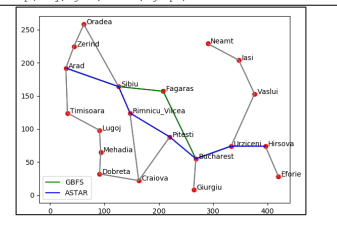 Oradea
Neamt
Zerind
Iasi
Arad
Sibiu
Fagaras
Vaslui
Timisoara
Rimnicu_Vilcea
Lugoj
Pitesti
Mehadia
Urziceni
Hirsova
Bucharest
Dobreta
Craiova
Eforie
Giurgiu
GBFS
ASTAR
250
200
150
100
50
0
0
100
200
300
400